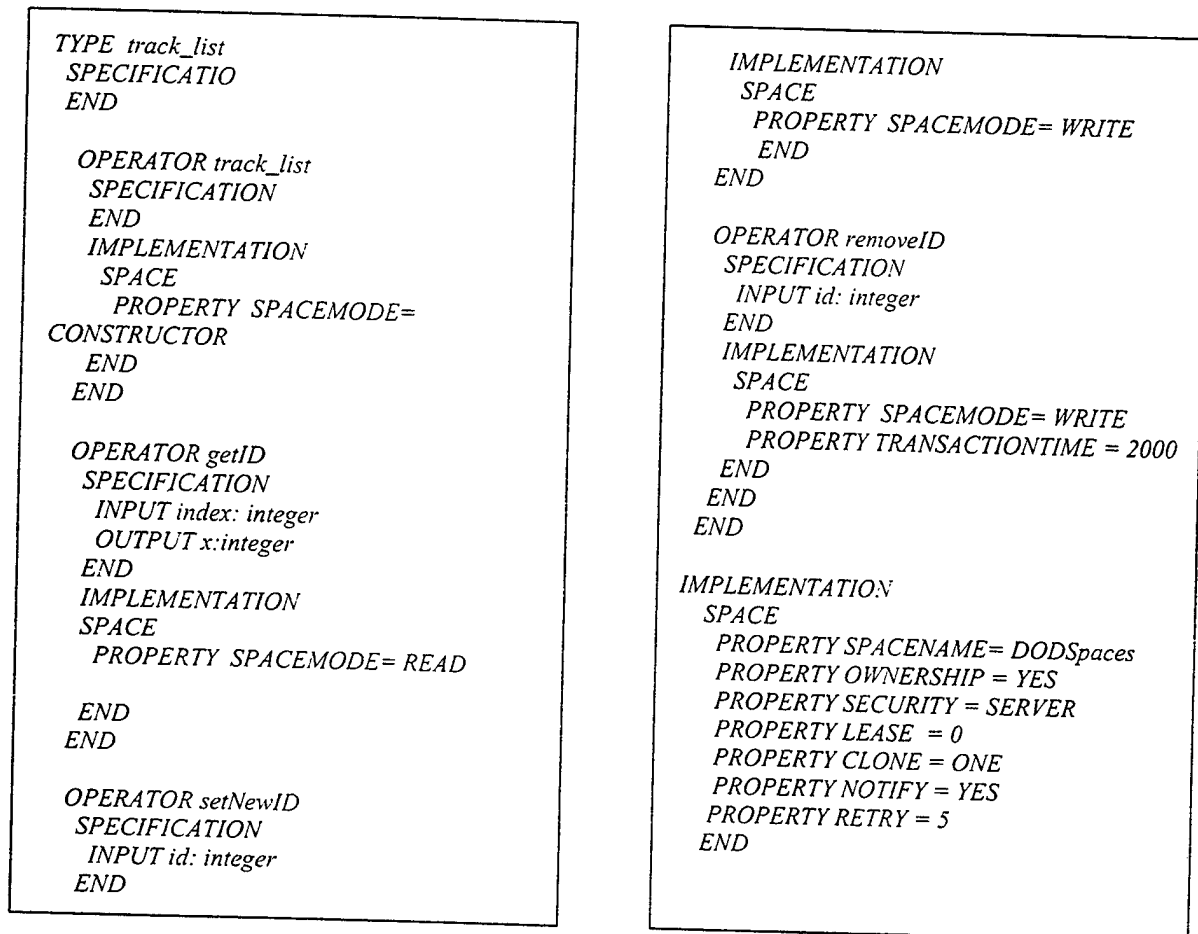 TYPE track_list
SPECIFICATIO
END
OPERATOR track_list
SPECIFICATION
END
IMPLEMENTATION
SPACE
PROPERTY SPACEMODE=
CONSTRUCTOR
END
END
OPERATOR getID
SPECIFICATION
INPUT index: integer
OUTPUT x:integer
END
IMPLEMENTATION
SPACE
PROPERTY SPACEMODE= READ
END
END
OPERATOR setNewID
SPECIFICATION
INPUT id: integer
END
IMPLEMENTATION
SPACE
PROPERTY SPACEMODE= WRITE
END
END
OPERATOR removeID
SPECIFICATION
INPUT id: integer
END
IMPLEMENTATION
SPACE
PROPERTY SPACEMODE= WRITE
PROPERTY TRANSACTIONTIME = 2000
END
END
END
IMPLEMENTATION
SPACE
PROPERTY SPACENAME= DODSpaces
PROPERTY OWNERSHIP = YES
PROPERTY SECURITY = SERVER
PROPERTY LEASE = 0
PROPERTY CLONE = ONE
PROPERTY NOTIFY = YES
PROPERTY RETRY = 5
END